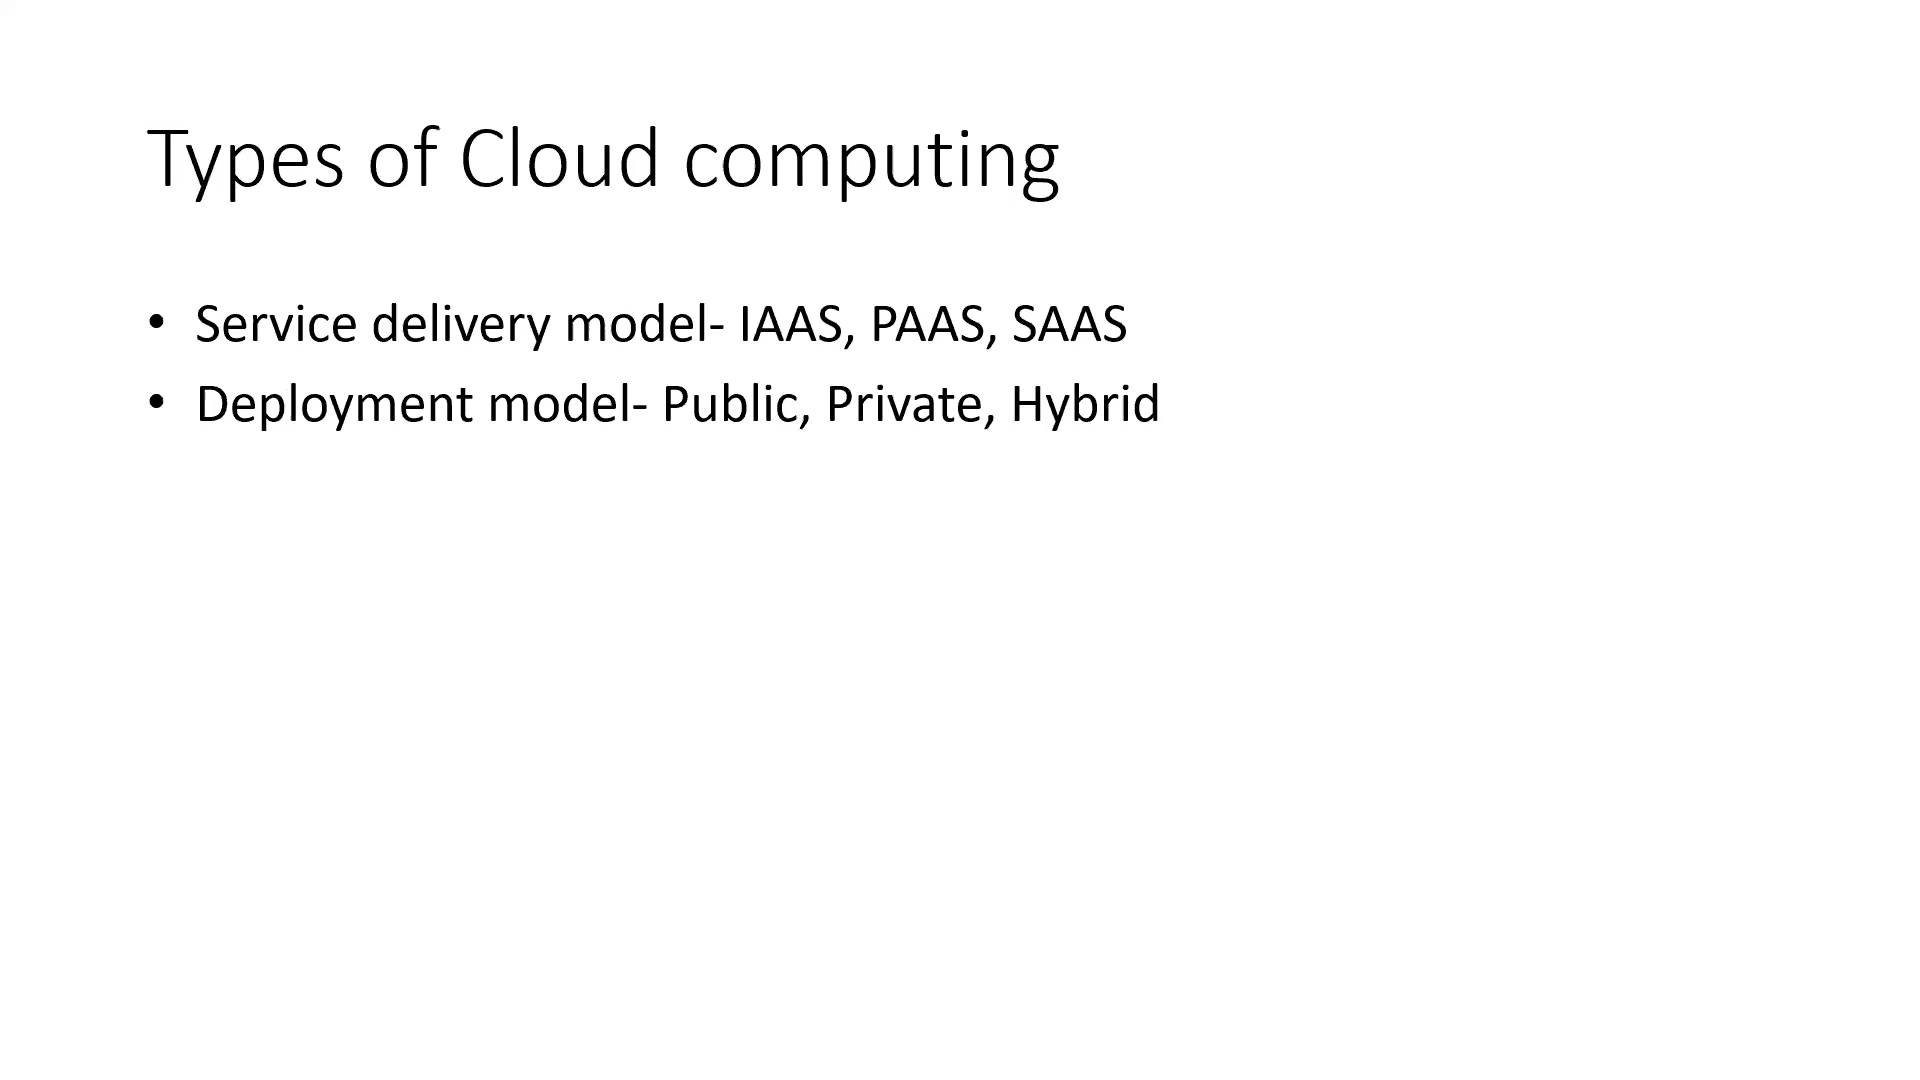 Types of Cloud computing
• Service delivery model- IAAS, PAAS, SAAS
• Deployment model- Public, Private, Hybrid